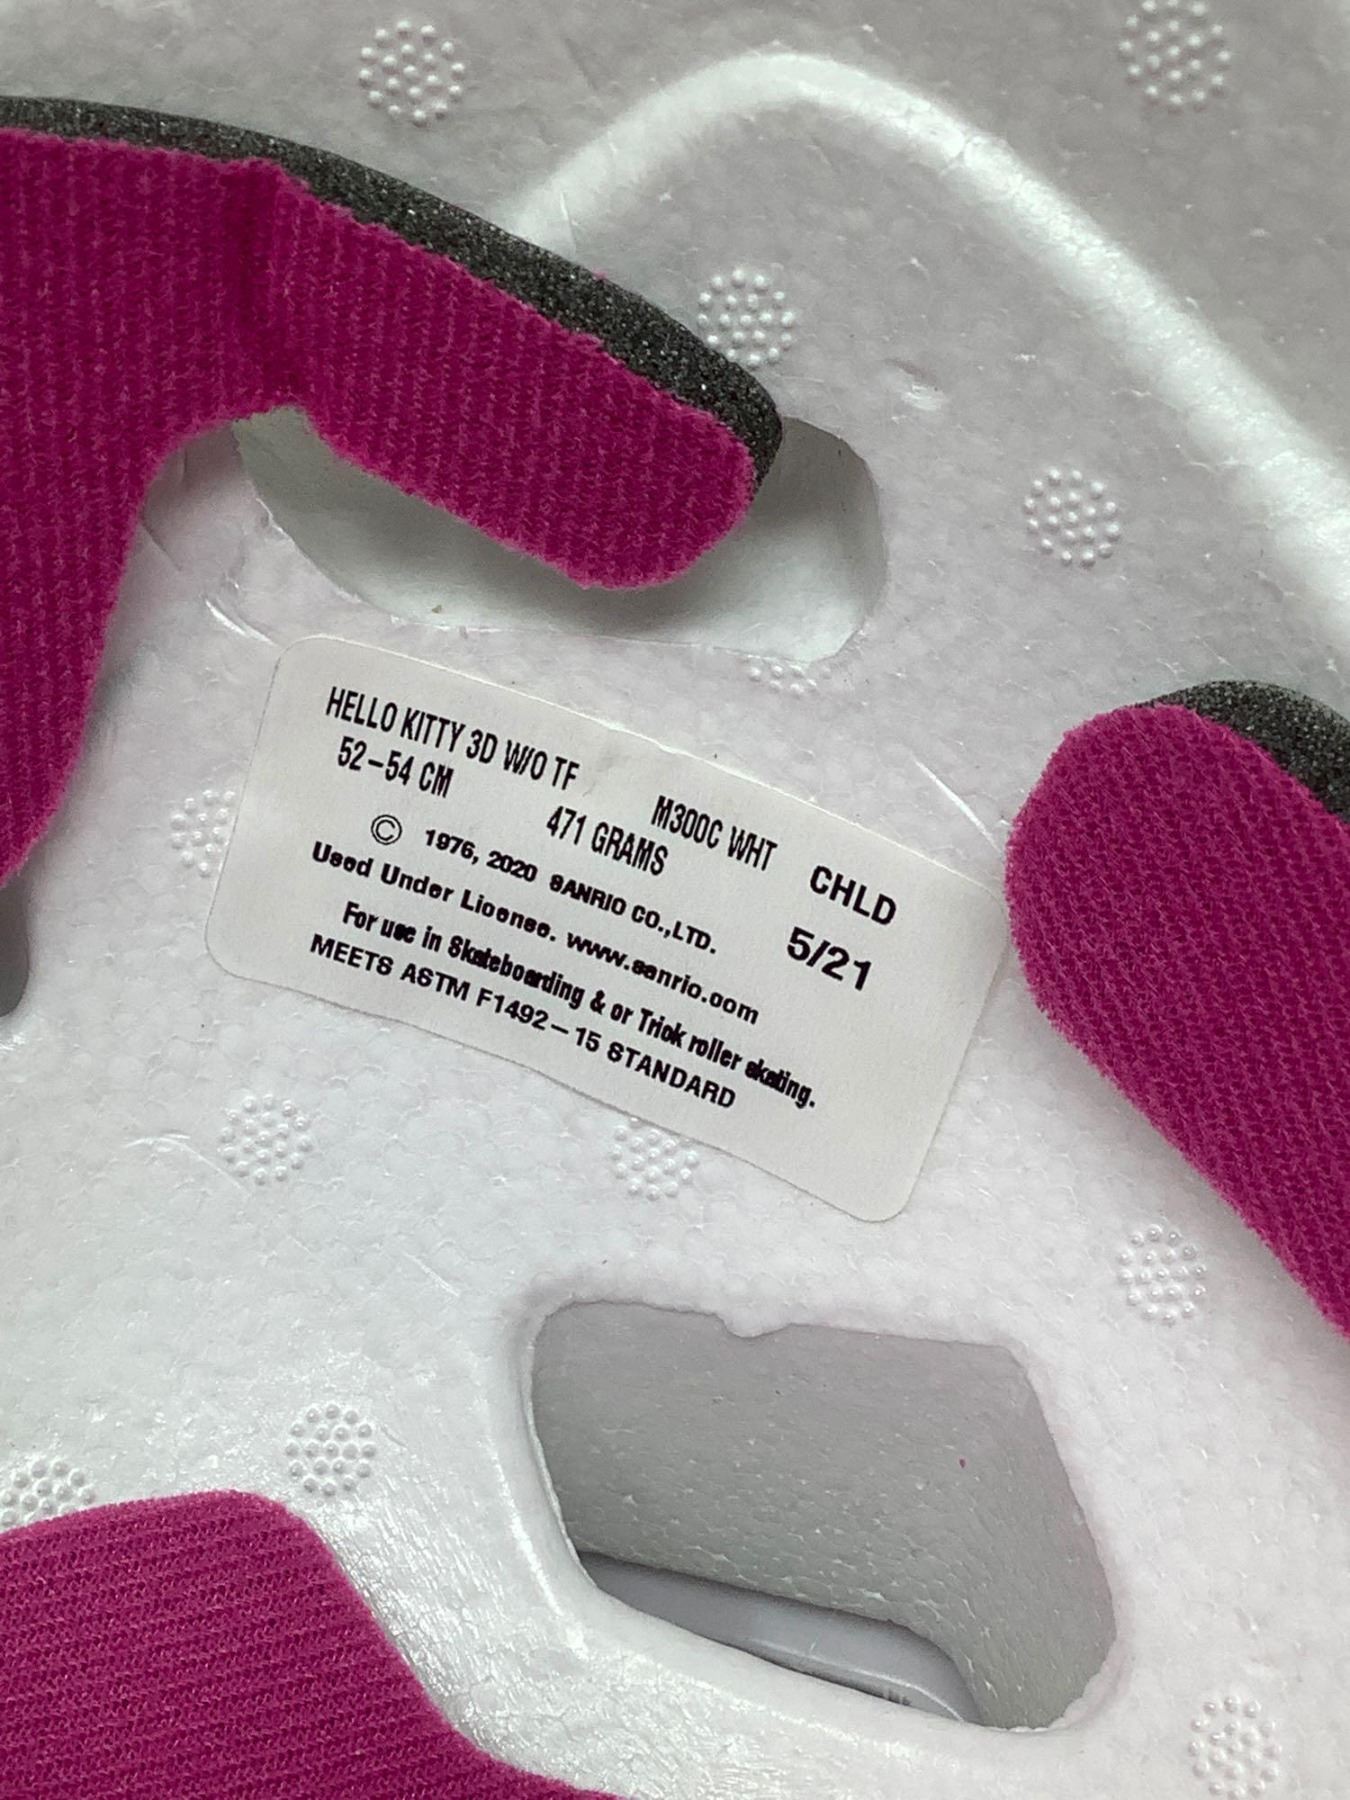 HELLO KITTY 3D W/O TF M300C WHT CHLD
52-54 CM 471 GRAMS 5/21
© 1976, 2020 SANRIO CO.,LTD.
Used Under License. www.sanrio.com
For use in Skateboarding & or Trick roller skating.
MEETS ASTM F1492-15 STANDARD